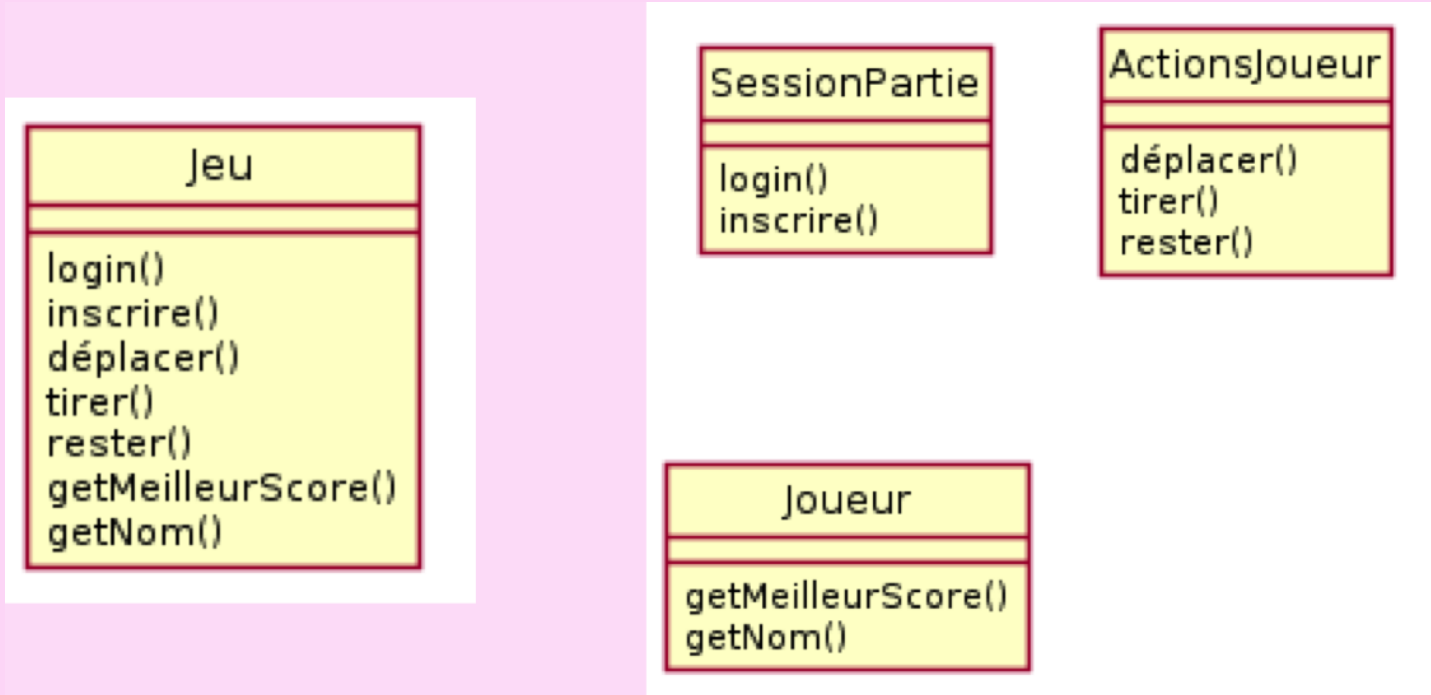 Jeu
login()
inscrire()
déplacer()
tirer()
rester()
getMeilleurScore()
getNom()
SessionPartie
login()
inscrire()
ActionsJoueur
déplacer()
tirer()
rester()
Joueur
getMeilleurScore()
getNom()